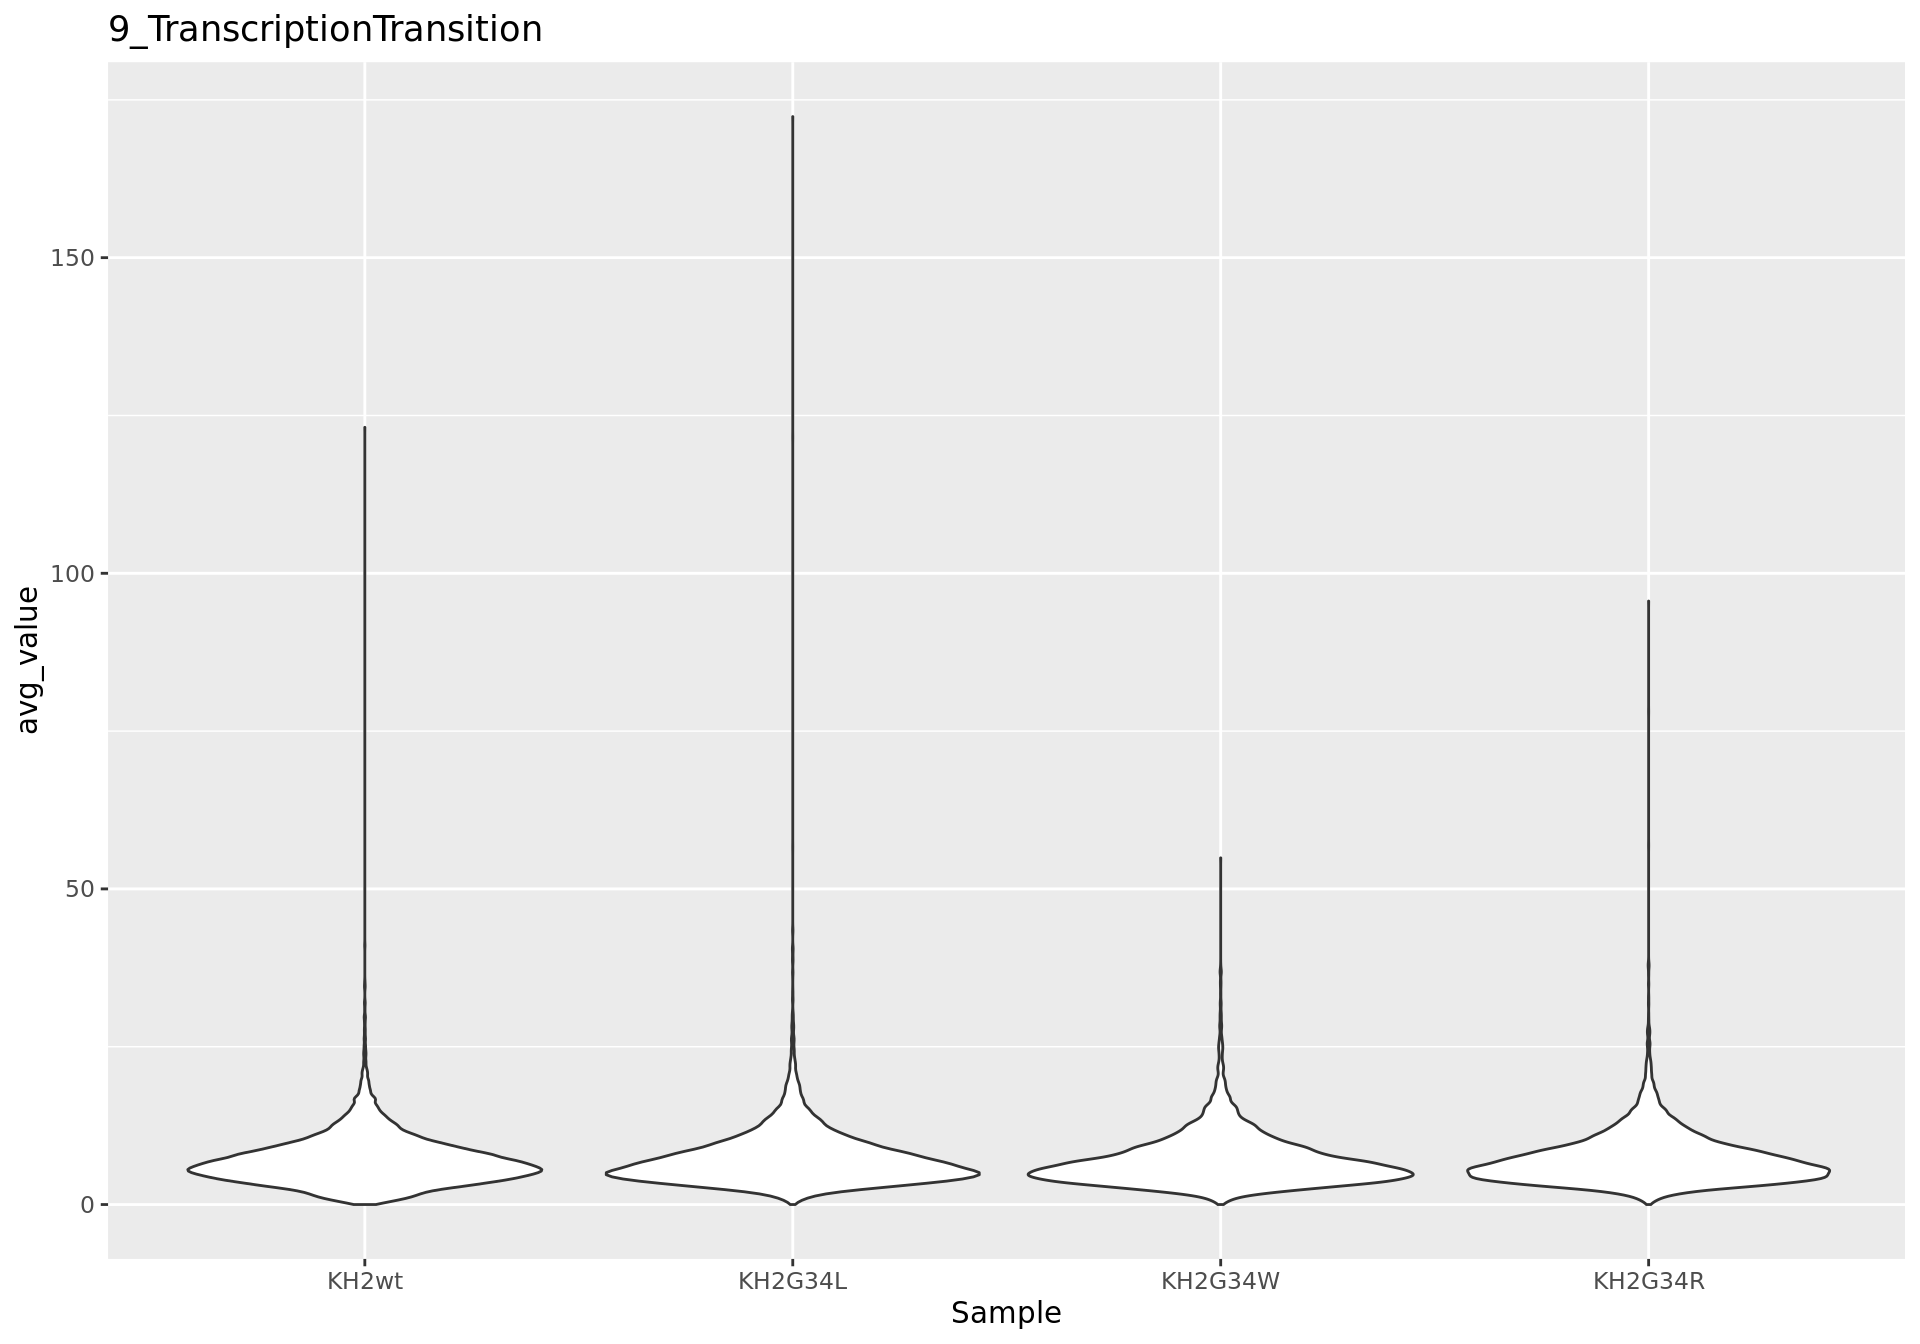 9_TranscriptionTransition
avg_value
150
100
50
0
KH2wt KH2G34L KH2G34W KH2G34R
Sample